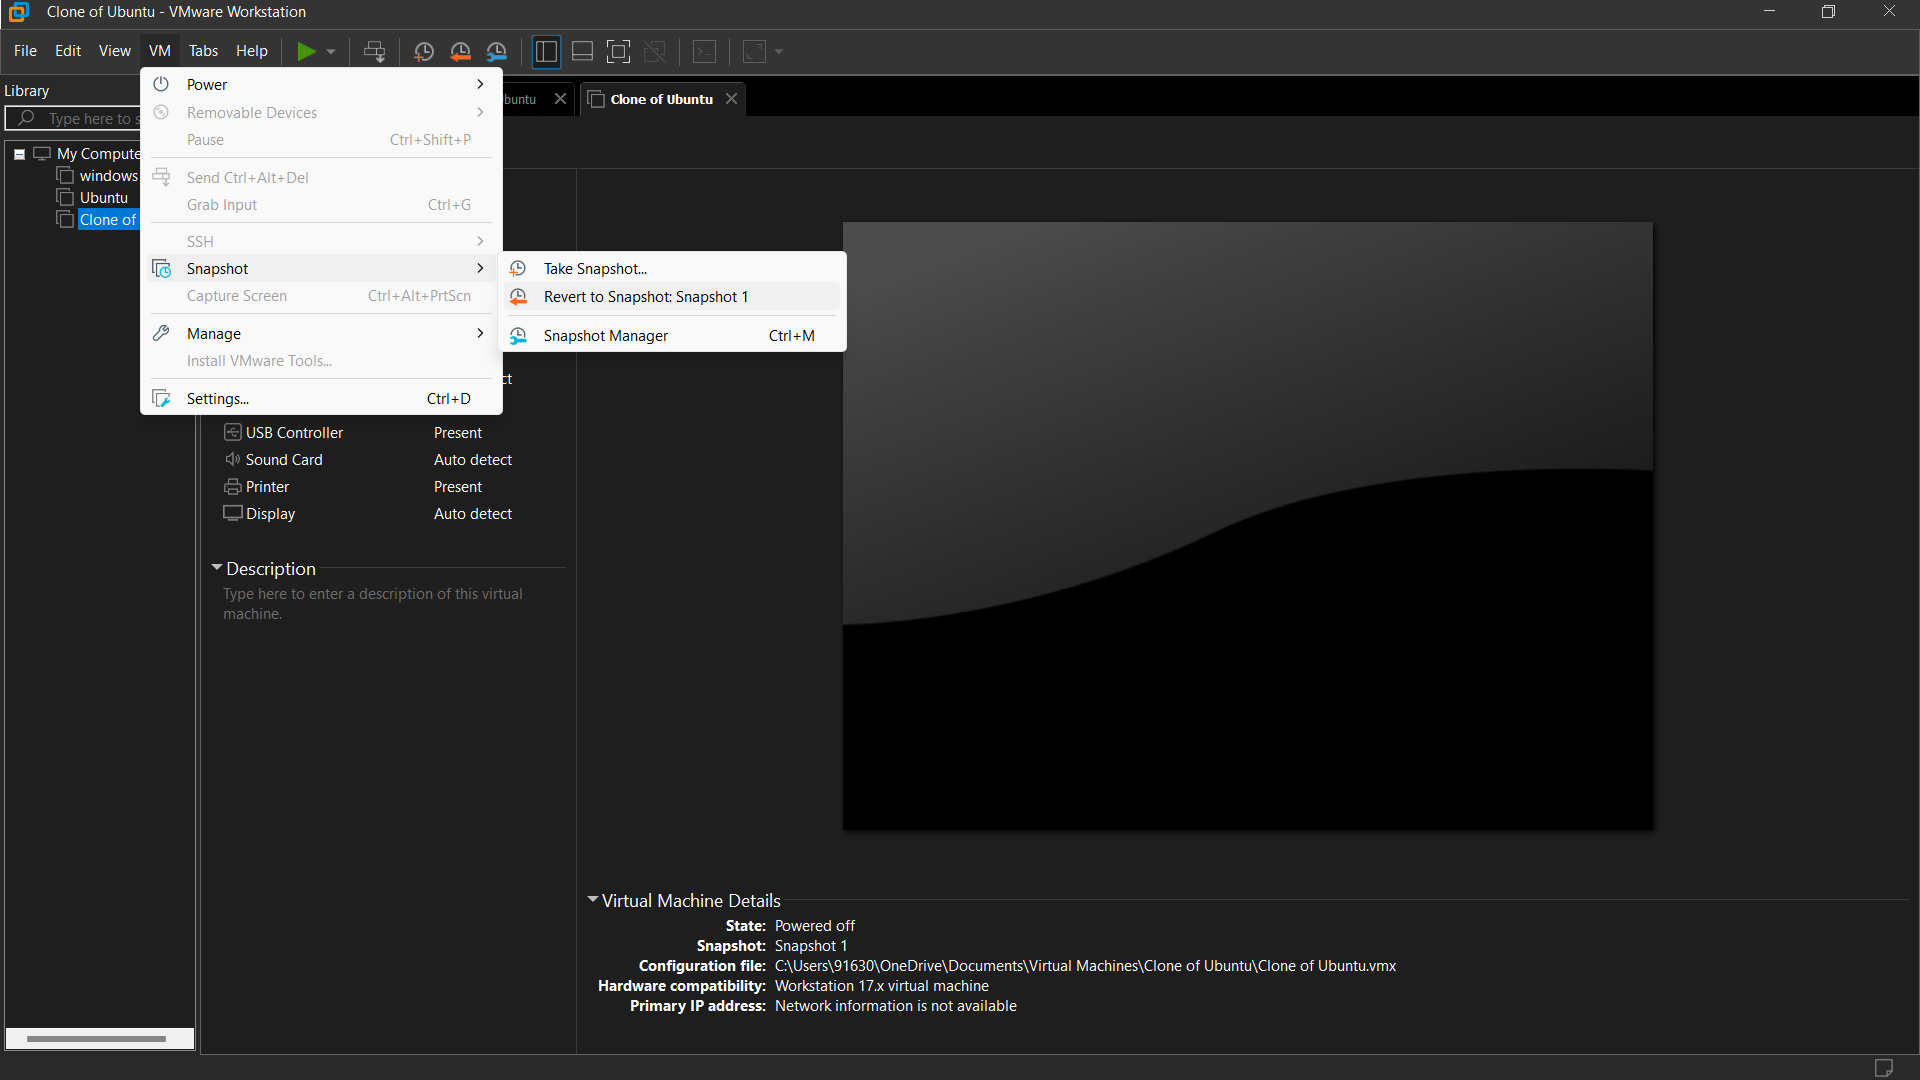 Clone of Ubuntu - VMware Workstation
File Edit View VM Tabs Help
Library
Type here to s
My Compute
windows
Ubuntu
Clone of
Power
Removable Devices
Pause Ctrl+Shift+P
Send Ctrl+Alt+Del
Grab Input Ctrl+G
SSH
Snapshot
Capture Screen Ctrl+Alt+PrtScn
Manage
Install VMware Tools...
Settings... Ctrl+D
buntu
Clone of Ubuntu
Take Snapshot...
Revert to Snapshot: Snapshot 1
Snapshot Manager Ctrl+M
ct
USB Controller Present
Sound Card Auto detect
Printer Present
Display Auto detect
Description
Type here to enter a description of this virtual
machine.
Virtual Machine Details
State: Powered off
Snapshot: Snapshot 1
Configuration file: C:\Users\91630\OneDrive\Documents\Virtual Machines\Clone of Ubuntu\Clone of Ubuntu.vmx
Hardware compatibility: Workstation 17.x virtual machine
Primary IP address: Network information is not available